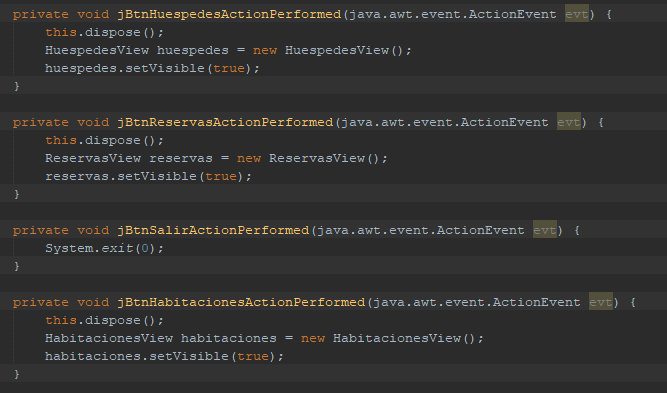 private void jBtnHuespedesActionPerformed(java.awt.event.ActionEvent evt) {
    this.dispose();
    HuespedesView huespedes = new HuespedesView();
    huespedes.setVisible(true);
}
private void jBtnReservasActionPerformed(java.awt.event.ActionEvent evt) {
    this.dispose();
    ReservasView reservas = new ReservasView();
    reservas.setVisible(true);
}
private void jBtnSalirActionPerformed(java.awt.event.ActionEvent evt) {
    System.exit(0);
}
private void jBtnHabitacionesActionPerformed(java.awt.event.ActionEvent evt) {
    this.dispose();
    HabitacionesView habitaciones = new HabitacionesView();
    habitaciones.setVisible(true);
}